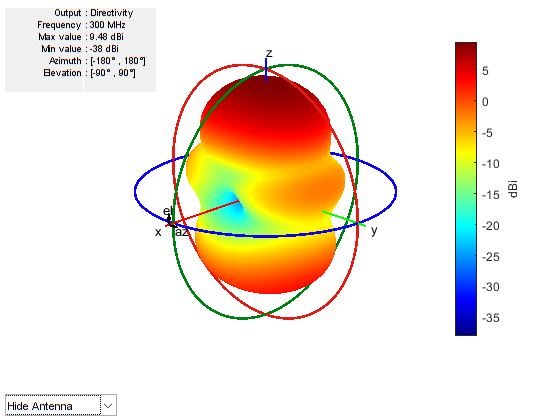 Output : Directivity
Frequency : 300 MHz
Max value : 9.48 dBi
Min value : -38 dBi
Azimuth : [-180° , 180°]
Elevation : [-90° , 90°]
z
el
az
x
y
5
0
-5
-10
-15
-20
-25
-30
-35
dBi
Hide Antenna